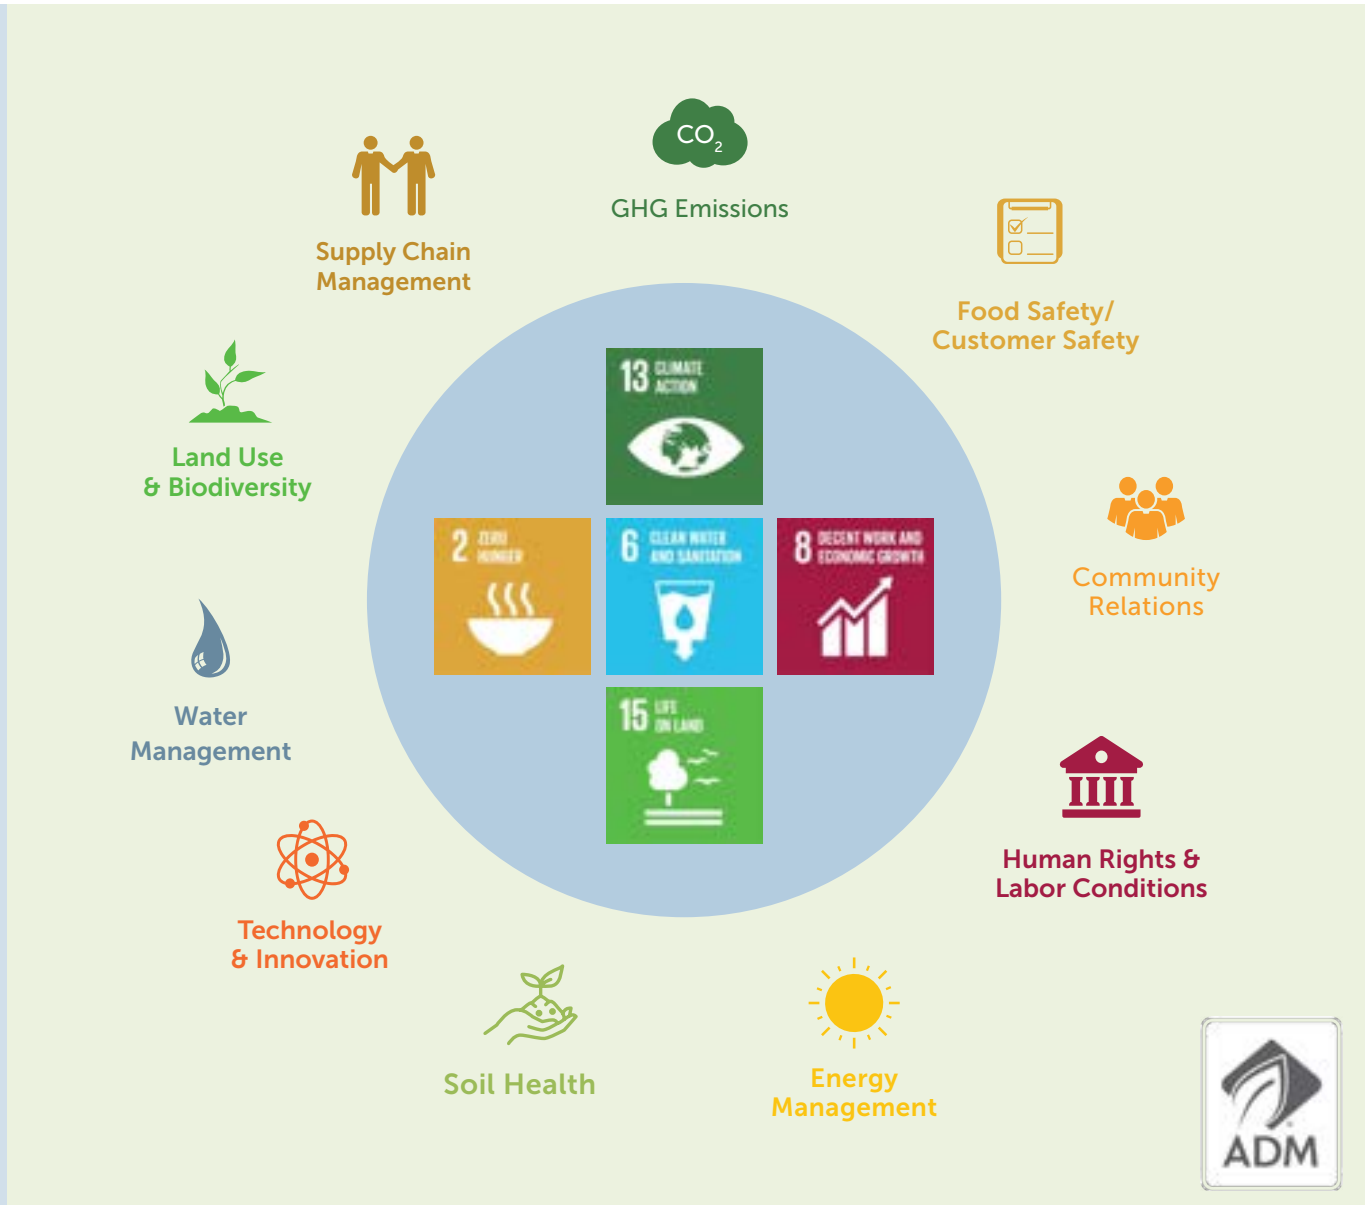 CO2
GHG Emissions
Supply Chain
Management
Food Safety/
Customer Safety
Land Use
& Biodiversity
13 CLIMATE
ACTION
2 ZERO
HUNGER
6 CLEAN WATER
AND SANITATION
8 DECENT WORK AND
ECONOMIC GROWTH
Community
Relations
15 LIFE
ON LAND
Water
Management
Human Rights &
Labor Conditions
Technology
& Innovation
Soil Health
Energy
Management
ADM